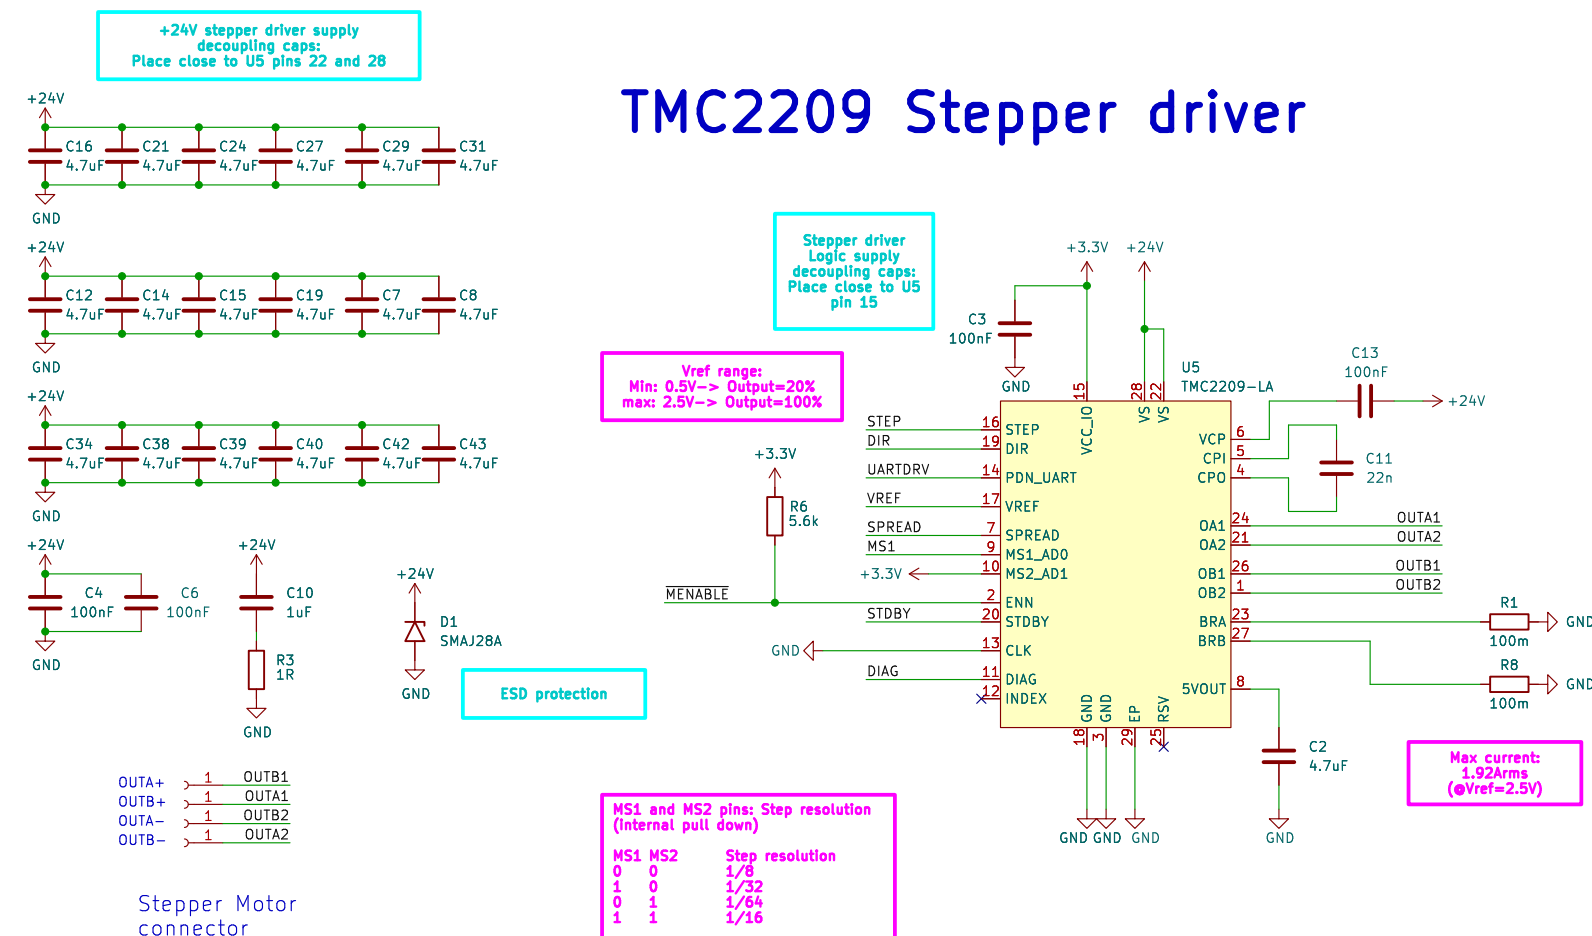 +24V stepper driver supply
decoupling caps:
Place close to U5 pins 22 and 28
TMC2209 Stepper driver
+24V
C16 C21 C24 C27 C29 C31
4.7uF 4.7uF 4.7uF 4.7uF 4.7uF 4.7uF
GND
+24V
C12 C14 C15 C19 C7 C8
4.7uF 4.7uF 4.7uF 4.7uF 4.7uF 4.7uF
GND
+24V
C34 C38 C39 C40 C42 C43
4.7uF 4.7uF 4.7uF 4.7uF 4.7uF 4.7uF
GND
+24V
C4 C6
100nF 100nF
GND
+24V
C10
1uF
R3
1R
GND
+24V
D1
SMAJ28A
GND
ESD protection
OUTA+ 1 OUTB1
OUTB+ 1 OUTA1
OUTA- 1 OUTB2
OUTB- 1 OUTA2
Stepper Motor
connector
Stepper driver
Logic supply
decoupling caps:
Place close to U5
pin 15
Vref range:
Min: 0.5V-> Output=20%
max: 2.5V-> Output=100%
+3.3V
+24V
C3
100nF
GND
U5
TMC2209-LA
15 28 22
VCC_IO VS VS
STEP 16 STEP
DIR 19 DIR
UARTDRV 14 PDN_UART
VREF 17 VREF
SPREAD 7 SPREAD
MS1 9 MS1_AD0
+3.3V 10 MS2_AD1
+3.3V
R6
5.6k
MENABLE 2 ENN
STDBY 20 STDBY
GND 13 CLK
DIAG 11 DIAG
12 INDEX
GND GND EP RSV
18 3 29 25
GND GND GND
VCP 6
CPI 5
CPO 4
C13
100nF
+24V
C11
22n
OA1 24 OUTA1
OA2 21 OUTA2
OB1 26 OUTB1
OB2 1 OUTB2
BRA 23
BRB 27
R1
100m
GND
R8
100m
GND
5VOUT 8
C2
4.7uF
GND
Max current:
1.92Arms
(@Vref=2.5V)
MS1 and MS2 pins: Step resolution
(internal pull down)
MS1 MS2 Step resolution
0 0 1/8
1 0 1/32
0 1 1/64
1 1 1/16